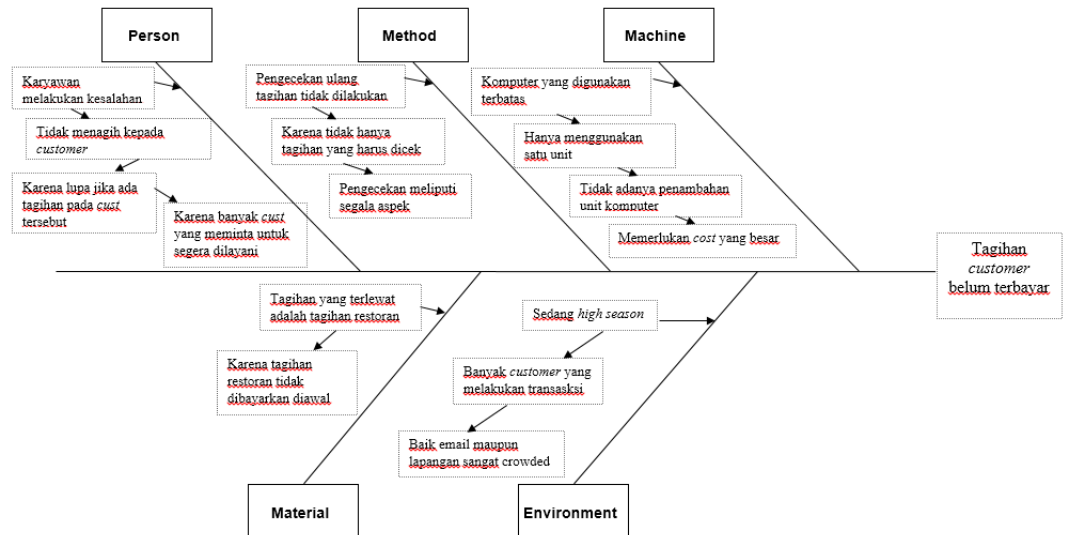 Person
Method
Machine
Karyawan
melakukan kesalahan
Tidak menagih kepada
customer
Karena lupa jika ada
tagihan pada cust
tersebut
Karena banyak cust
yang meminta untuk
segera dilayani
Pengecekan ulang
tagihan tidak dilakukan
Karena tidak hanya
tagihan yang harus dicek
Pengecekan meliputi
segala aspek
Komputer yang digunakan
terbatas
Hanya menggunakan
satu unit
Tidak adanya penambahan
unit komputer
Memerlukan cost yang besar
Tagihan
customer
belum terbayar
Tagihan yang terlewat
adalah tagihan restoran
Karena tagihan
restoran tidak
dibayarkan diawal
Sedang high season
Banyak customer yang
melakukan transasksi
Baik email maupun
lapangan sangat crowded
Material
Environment